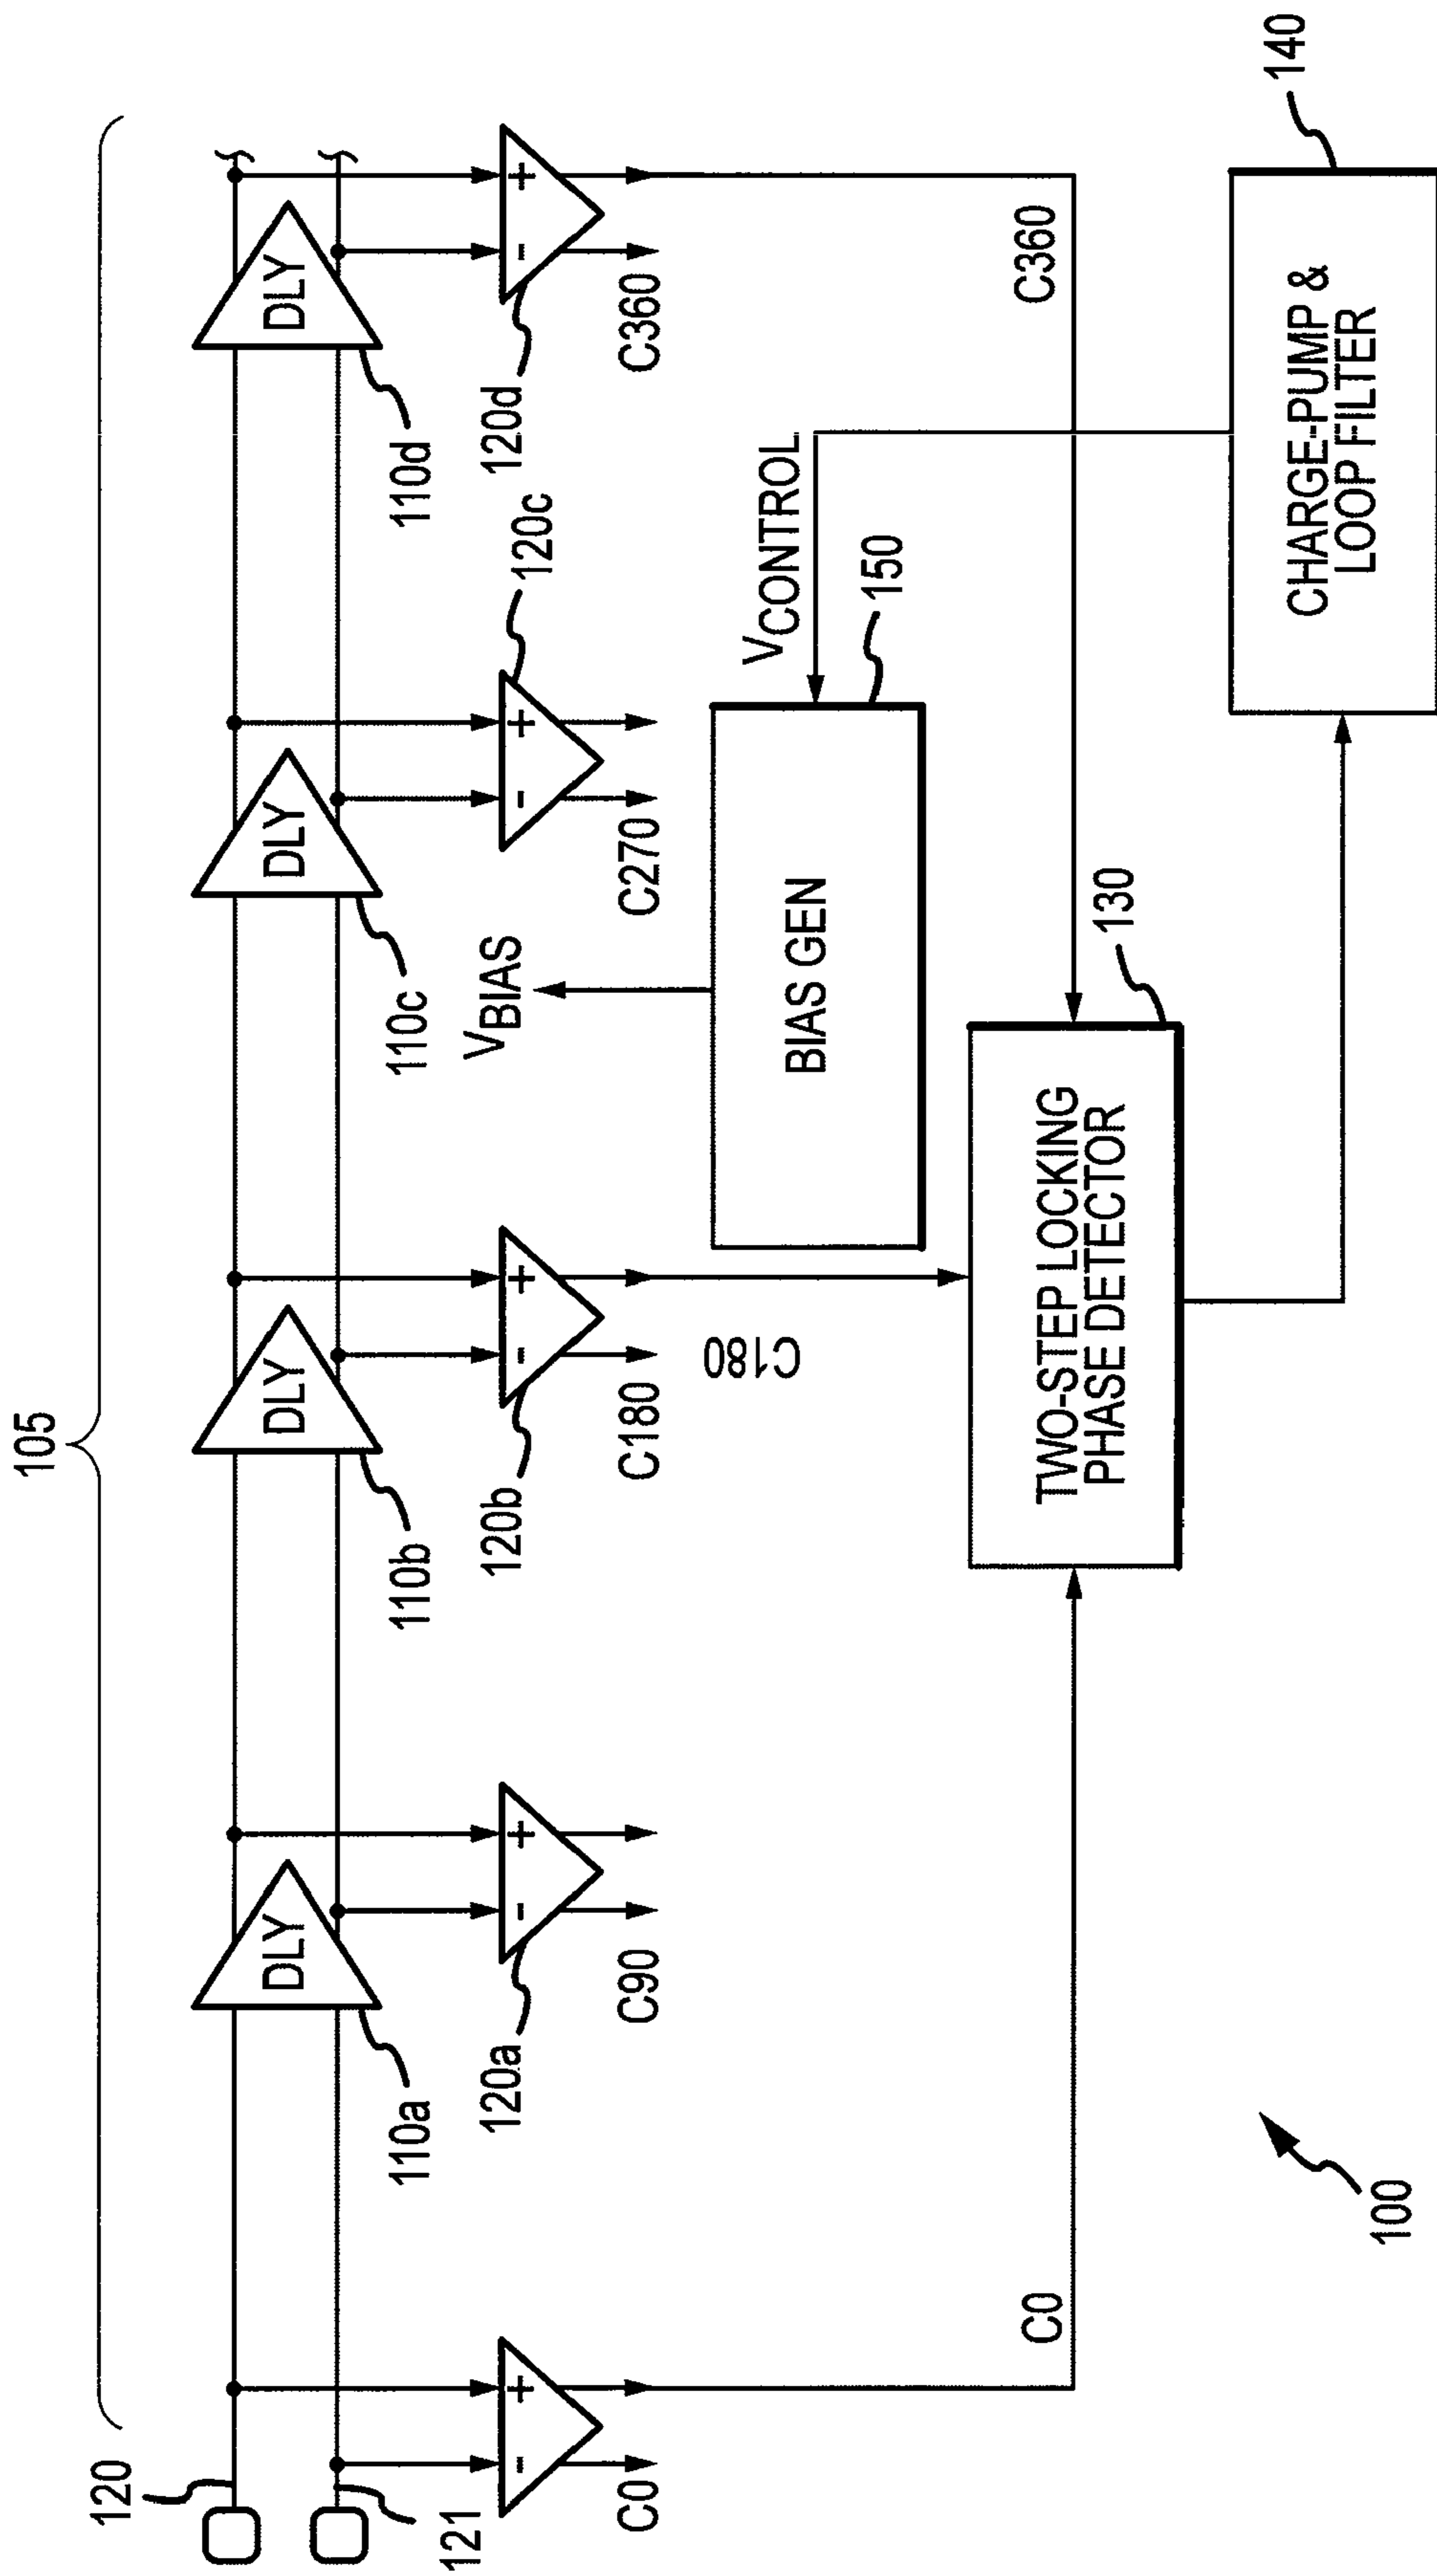 105
120
121
DLY
DLY
DLY
DLY
110a
110b
110c
110d
+
-
+
-
+
-
+
-
+
-
120a
120b
120c
120d
C0
C90
C180
C270
C360
C180
VBIAS
VCONTROL
BIAS GEN
150
C0
C360
TWO-STEP LOCKING
PHASE DETECTOR
130
CHARGE-PUMP &
LOOP FILTER
140
100